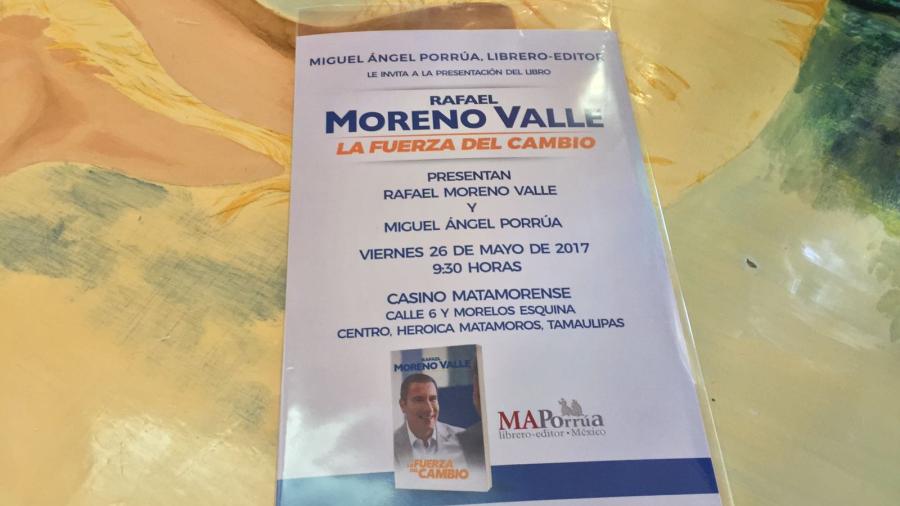 MIGUEL ÁNGEL PORRÚA, LIBRERO-EDITOR
LE INVITA A LA PRESENTACIÓN DEL LIBRO
RAFAEL
MORENO VALLE
LA FUERZA DEL CAMBIO
PRESENTAN
RAFAEL MORENO VALLE
Y
MIGUEL ÁNGEL PORRÚA
VIERNES 26 DE MAYO DE 2017
9:30 HORAS
CASINO MATAMORENSE
CALLE 6 Y MORELOS ESQUINA
CENTRO, HEROICA MATAMOROS, TAMAULIPAS
RAFAEL
MORENO VALLE
LA FUERZA
DEL CAMBIO
MAPorrúa
librero-editor • México